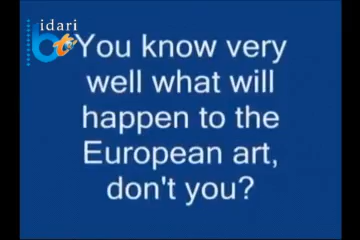 idari
You know very
well what will
happen to the
European art,
don't you?